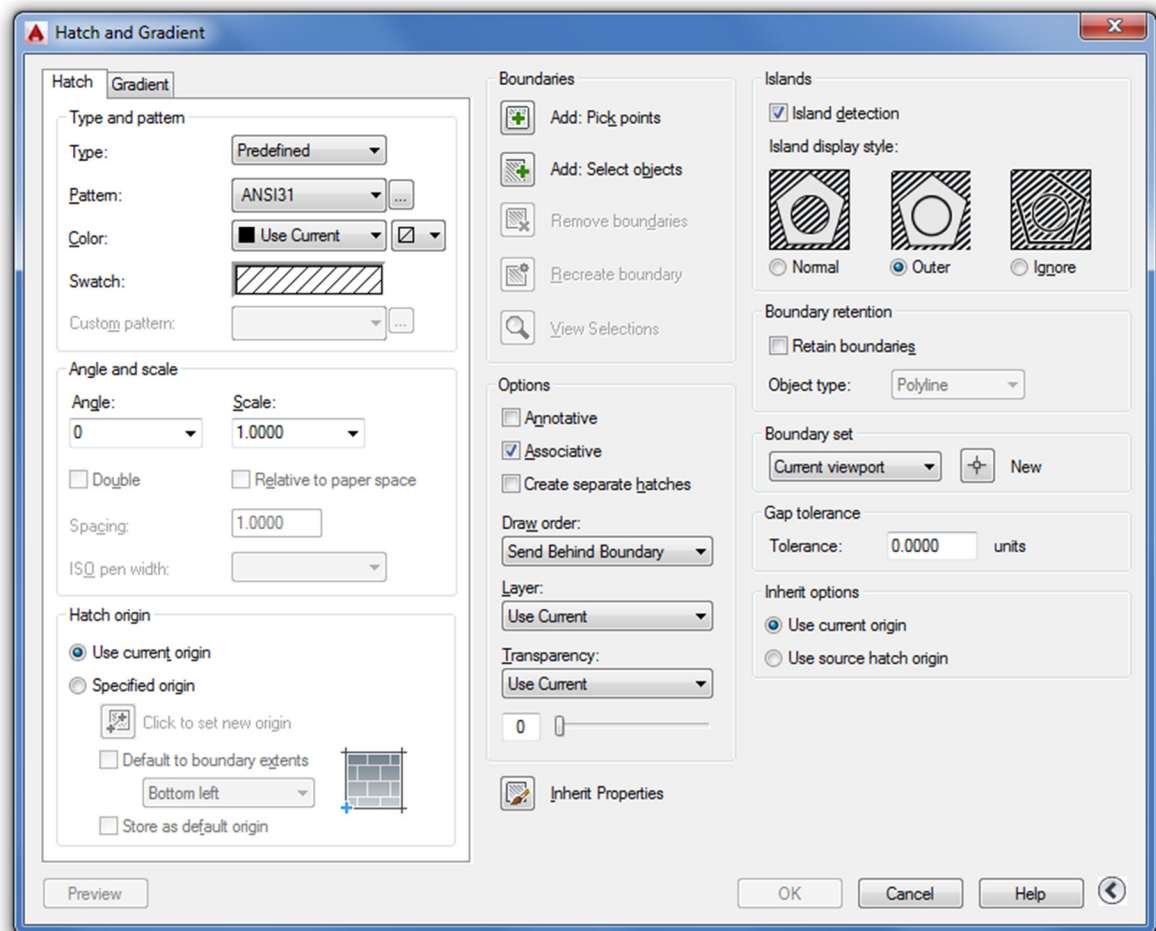 Hatch and Gradient
Hatch
Gradient
Type and pattern
Type:
Predefined
Pattern:
ANSI31
...
Color:
Use Current
Swatch:
Custom pattern:
...
Angle and scale
Angle:
Scale:
0
1.0000
Double
Relative to paper space
Spacing:
1.0000
ISO pen width:
Hatch origin
Use current origin
Specified origin
Click to set new origin
Default to boundary extents
Bottom left
Store as default origin
Preview
Boundaries
Add: Pick points
Add: Select objects
Remove boundaries
Recreate boundary
View Selections
Options
Annotative
Associative
Create separate hatches
Draw order:
Send Behind Boundary
Layer:
Use Current
Transparency:
Use Current
0
Inherit Properties
Islands
Island detection
Island display style:
Normal
Outer
Ignore
Boundary retention
Retain boundaries
Object type:
Polyline
Boundary set
Current viewport
New
Gap tolerance
Tolerance:
0.0000
units
Inherit options
Use current origin
Use source hatch origin
OK
Cancel
Help